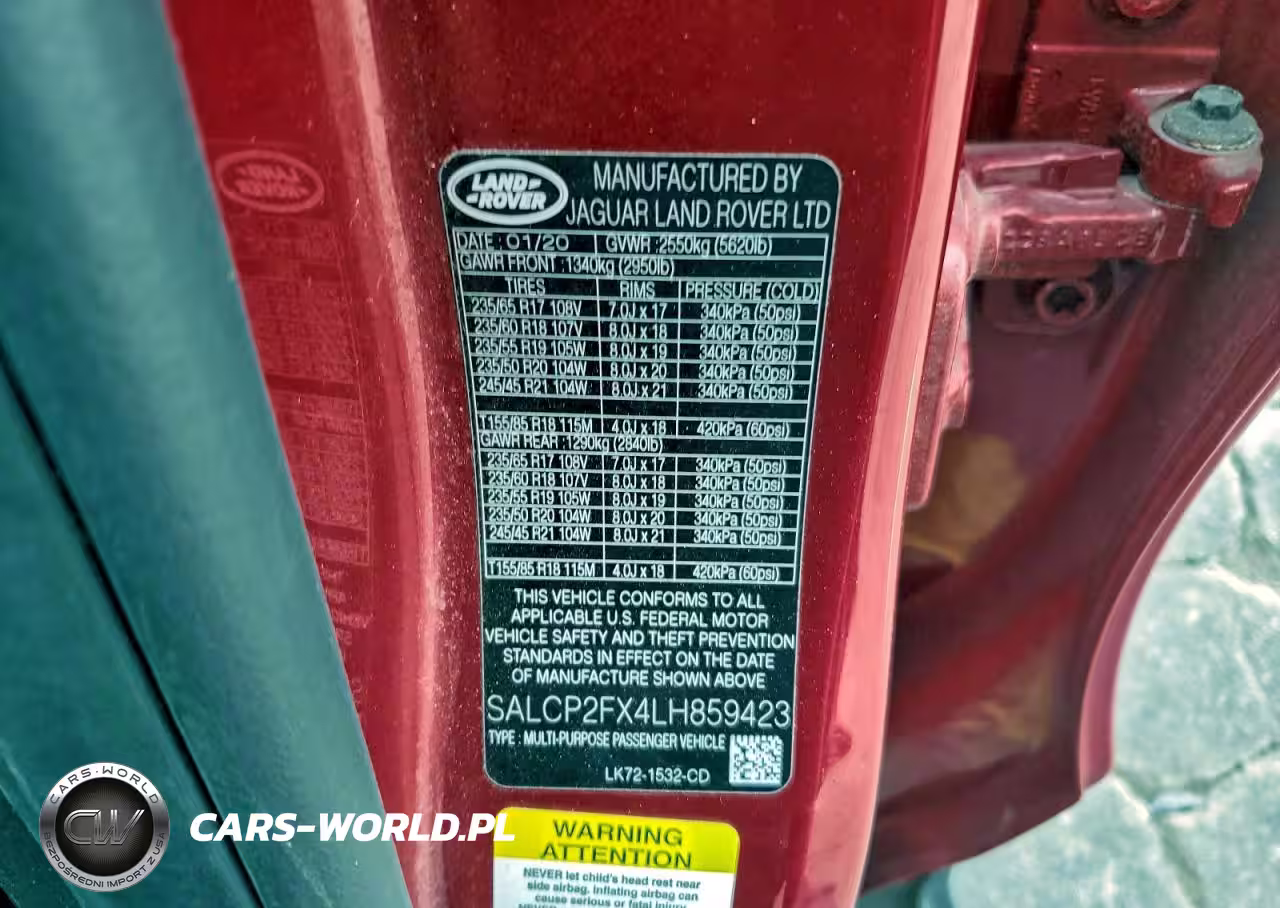 LAND-
-ROVER
MANUFACTURED BY
JAGUAR LAND ROVER LTD
DATE : 01/20 GVWR :2550kg (5620lb)
GAWR FRONT :1340kg (2950lb)
TIRES RIMS PRESSURE (COLD)
235/65 R17 108V 7.0J x 17 340kPa (50psi)
235/60 R18 107V 8.0J x 18 340kPa (50psi)
235/55 R19 105W 8.0J x 19 340kPa (50psi)
235/50 R20 104W 8.0J x 20 340kPa (50psi)
245/45 R21 104W 8.0J x 21 340kPa (50psi)
T155/85 R18 115M 4.0J x 18 420kPa (60psi)
GAWR REAR :1290kg (2840lb)
235/65 R17 108V 7.0J x 17 340kPa (50psi)
235/60 R18 107V 8.0J x 18 340kPa (50psi)
235/55 R19 105W 8.0J x 19 340kPa (50psi)
235/50 R20 104W 8.0J x 20 340kPa (50psi)
245/45 R21 104W 8.0J x 21 340kPa (50psi)
T155/85 R18 115M 4.0J x 18 420kPa (60psi)
THIS VEHICLE CONFORMS TO ALL
APPLICABLE U.S. FEDERAL MOTOR
VEHICLE SAFETY AND THEFT PREVENTION
STANDARDS IN EFFECT ON THE DATE
OF MANUFACTURE SHOWN ABOVE
SALCP2FX4LH859423
TYPE : MULTI-PURPOSE PASSENGER VEHICLE
LK72-1532-CD
WARNING
ATTENTION
NEVER let child's head rest near
side airbag, inflating airbag can
cause serious or fatal injury.
CARS-WORLD
CW
BEZPOŚREDNI IMPORT Z USA
CARS-WORLD.PL